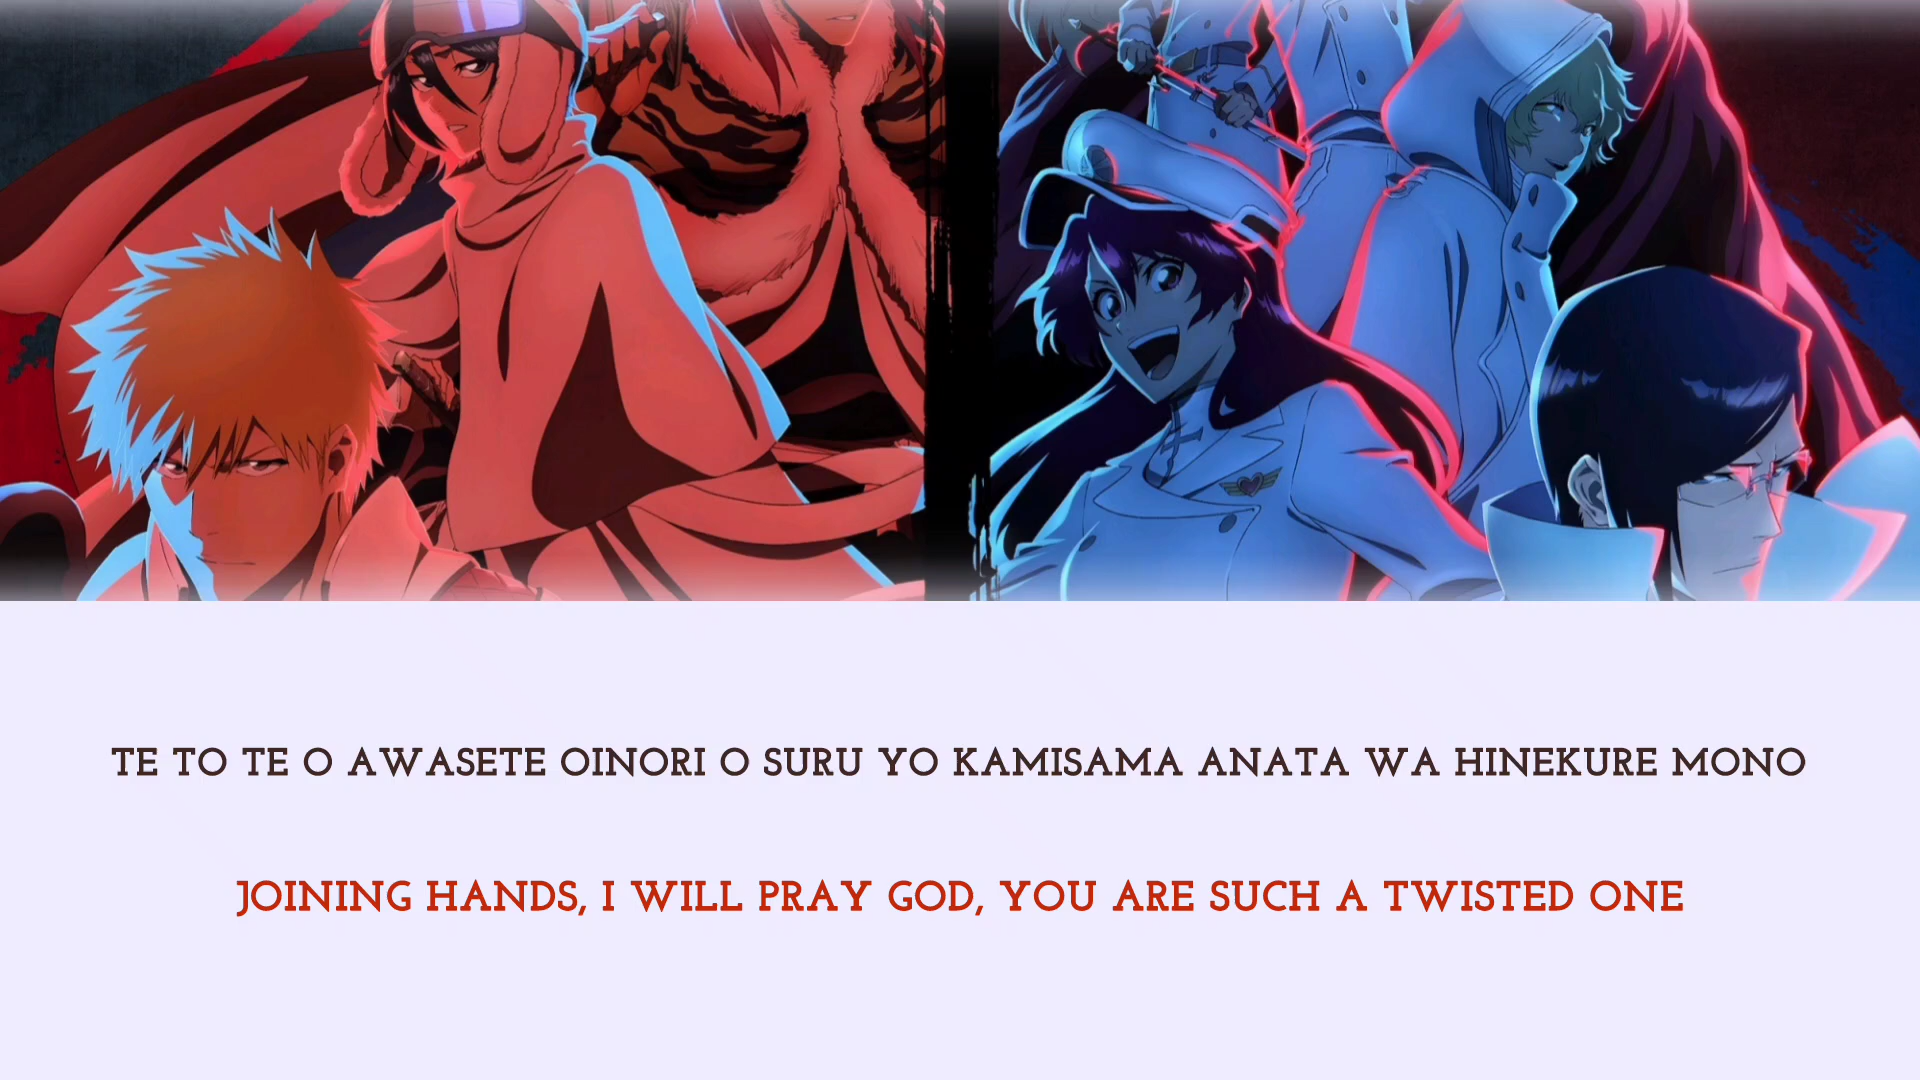 TE TO TE O AWASETE OINORI O SURU YO KAMISAMA ANATA WA HINEKURE MONO
JOINING HANDS, I WILL PRAY GOD, YOU ARE SUCH A TWISTED ONE